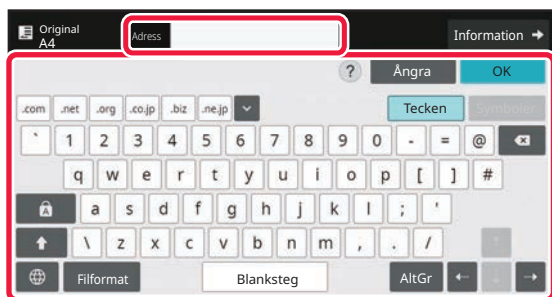 Original
A4
Adress
Information →
? Ångra OK
.com .net .org .co.jp .biz .ne.jp Tecken Symboler
` 1 2 3 4 5 6 7 8 9 0 - = @
q w e r t y u i o p [ ] #
A a s d f g h j k l ; '
\ z x c v b n m , . /
Filformat Blanksteg AltGr ← ↓ →